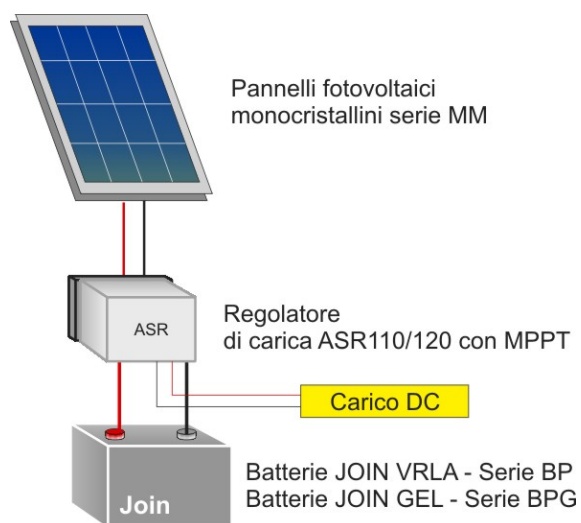 Pannelli fotovoltaici
monocristallini serie MM
ASR
Regolatore
di carica ASR110/120 con MPPT
Carico DC
Join
Batterie JOIN VRLA - Serie BP
Batterie JOIN GEL - Serie BPG